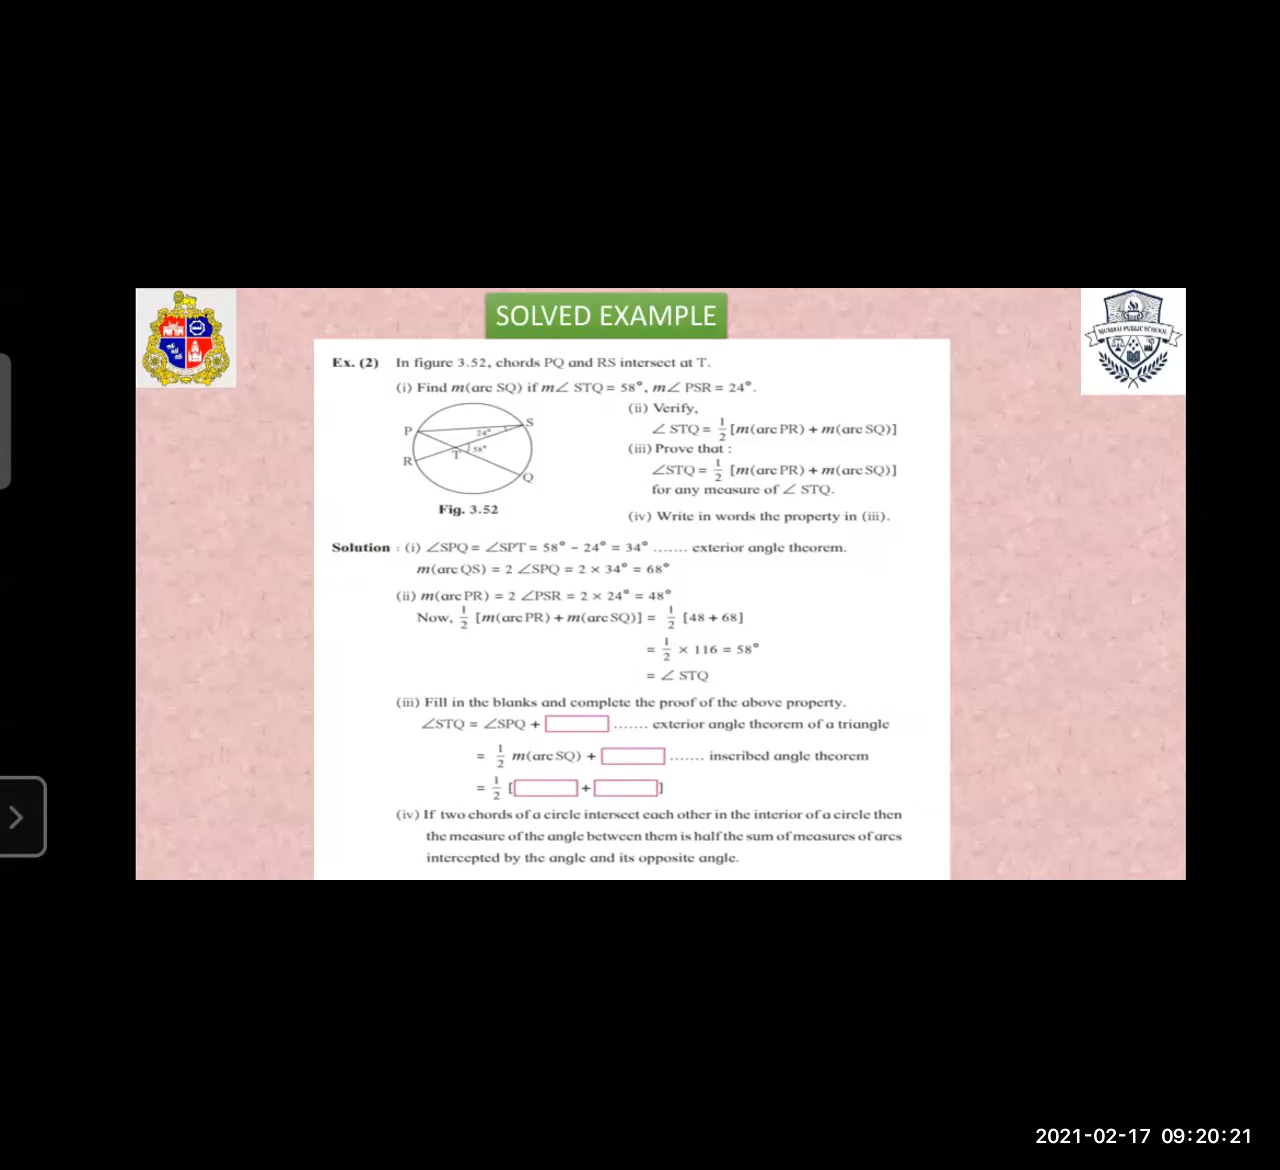 SOLVED EXAMPLE
MUMBAI PUBLIC SCHOOL
Ex. (2) In figure 3.52, chords PQ and RS intersect at T.
(i) Find m(arc SQ) if m∠ STQ = 58°, m∠ PSR = 24°.
(ii) Verify,
∠ STQ = 1/2 [m(arc PR) + m(arc SQ)]
(iii) Prove that :
∠STQ = 1/2 [m(arc PR) + m(arc SQ)]
for any measure of ∠ STQ.
(iv) Write in words the property in (iii).
P
S
24°
R
T
58°
Q
Fig. 3.52
Solution : (i) ∠SPQ = ∠SPT = 58° − 24° = 34° ....... exterior angle theorem.
m(arc QS) = 2 ∠SPQ = 2 × 34° = 68°
(ii) m(arc PR) = 2 ∠PSR = 2 × 24° = 48°
Now, 1/2 [m(arc PR) + m(arc SQ)] = 1/2 [48 + 68]
= 1/2 × 116 = 58°
= ∠ STQ
(iii) Fill in the blanks and complete the proof of the above property.
∠STQ = ∠SPQ + ....... exterior angle theorem of a triangle
= 1/2 m(arc SQ) + ....... inscribed angle theorem
= 1/2 [ + ]
(iv) If two chords of a circle intersect each other in the interior of a circle then
the measure of the angle between them is half the sum of measures of arcs
intercepted by the angle and its opposite angle.
2021-02-17 09:20:21